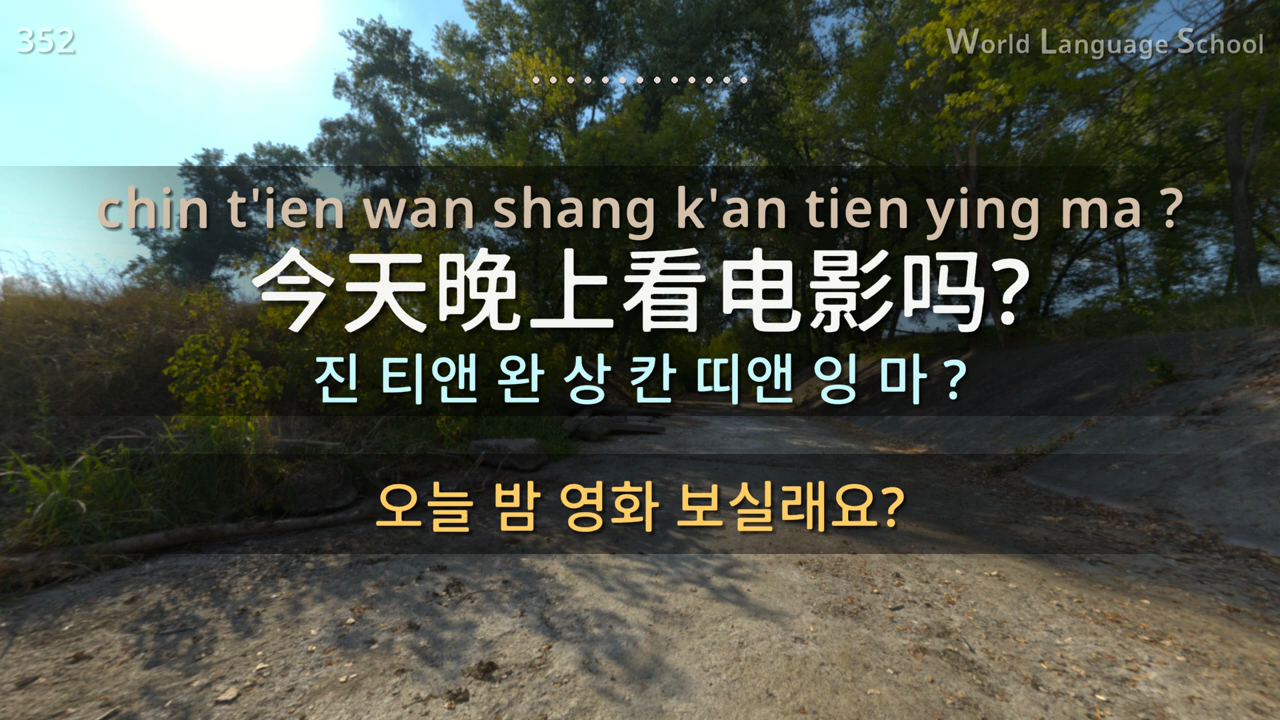 352
World Language School
chin t'ien wan shang k'an tien ying ma ?
今天晚上看电影吗?
진 티앤 완 상 칸 띠앤 잉 마 ?
오늘 밤 영화 보실래요?